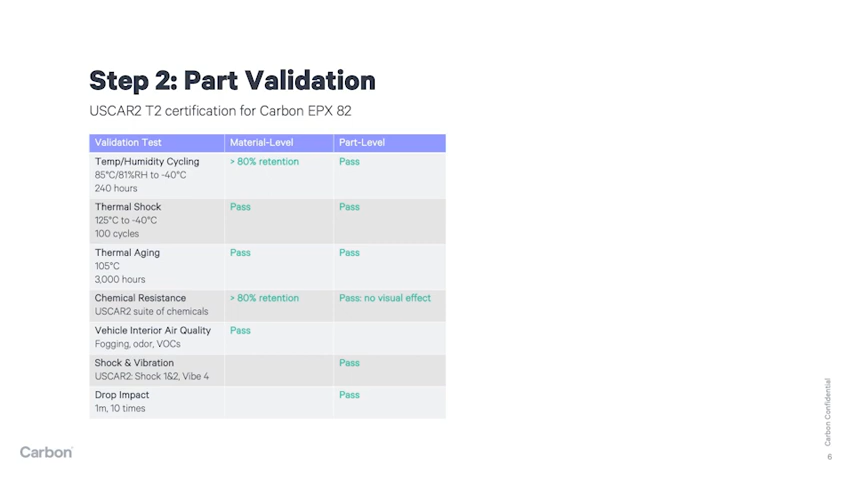 Step 2: Part Validation
USCAR2 T2 certification for Carbon EPX 82
Validation Test Material-Level Part-Level
Temp/Humidity Cycling > 80% retention Pass
85°C/81%RH to -40°C
240 hours
Thermal Shock Pass Pass
125°C to -40°C
100 cycles
Thermal Aging Pass Pass
105°C
3,000 hours
Chemical Resistance > 80% retention Pass: no visual effect
USCAR2 suite of chemicals
Vehicle Interior Air Quality Pass
Fogging, odor, VOCs
Shock & Vibration Pass
USCAR2: Shock 1&2, Vibe 4
Drop Impact Pass
1m, 10 times
Carbon
Carbon Confidential
6